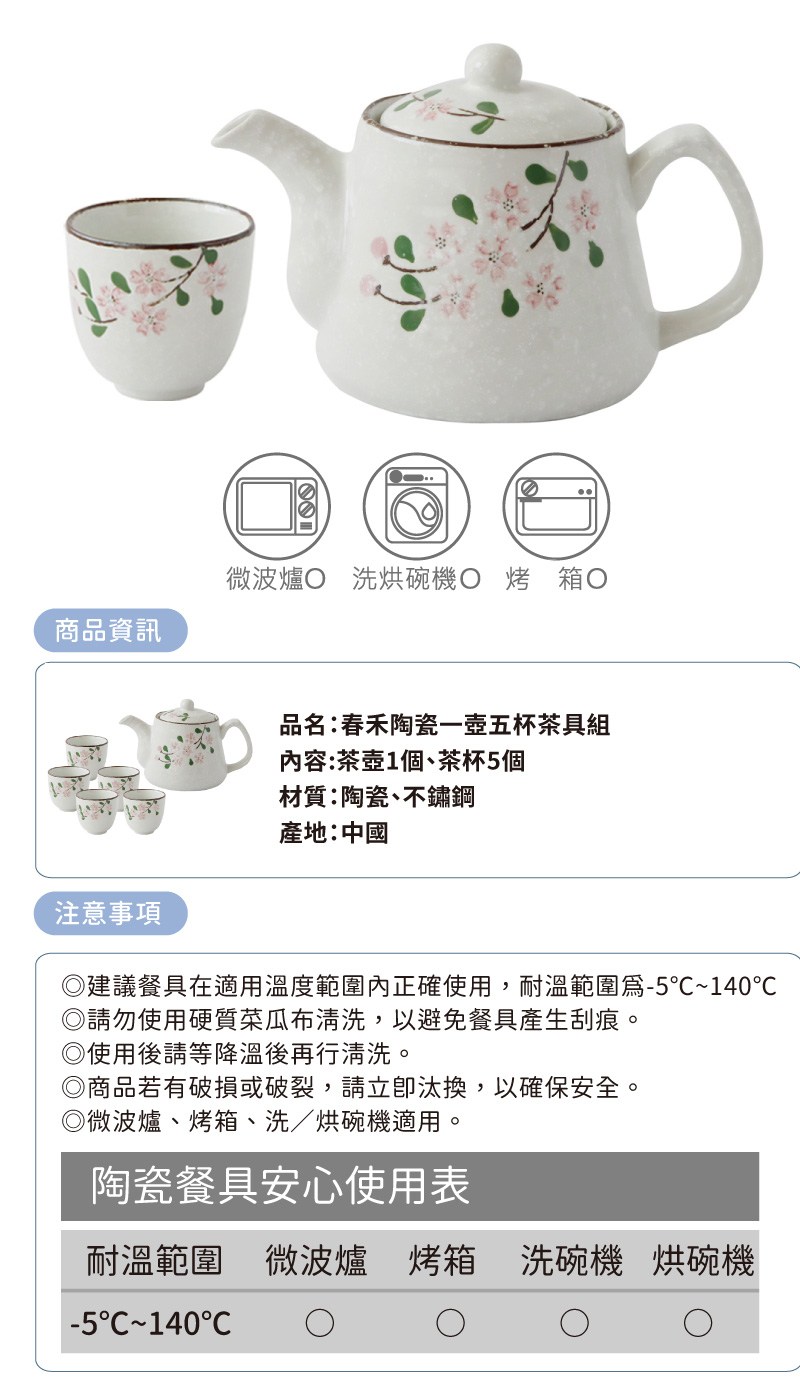 微波爐○ 洗烘碗機○ 烤 箱○
商品資訊
品名：春禾陶瓷一壺五杯茶具組
內容:茶壺1個、茶杯5個
材質：陶瓷、不鏽鋼
產地：中國
注意事項
◎建議餐具在適用溫度範圍內正確使用，耐溫範圍為-5℃~140℃
◎請勿使用硬質菜瓜布清洗，以避免餐具產生刮痕。
◎使用後請等降溫後再行清洗。
◎商品若有破損或破裂，請立即汰換，以確保安全。
◎微波爐、烤箱、洗／烘碗機適用。
陶瓷餐具安心使用表
耐溫範圍 微波爐 烤箱 洗碗機 烘碗機
-5℃~140℃ ○ ○ ○ ○